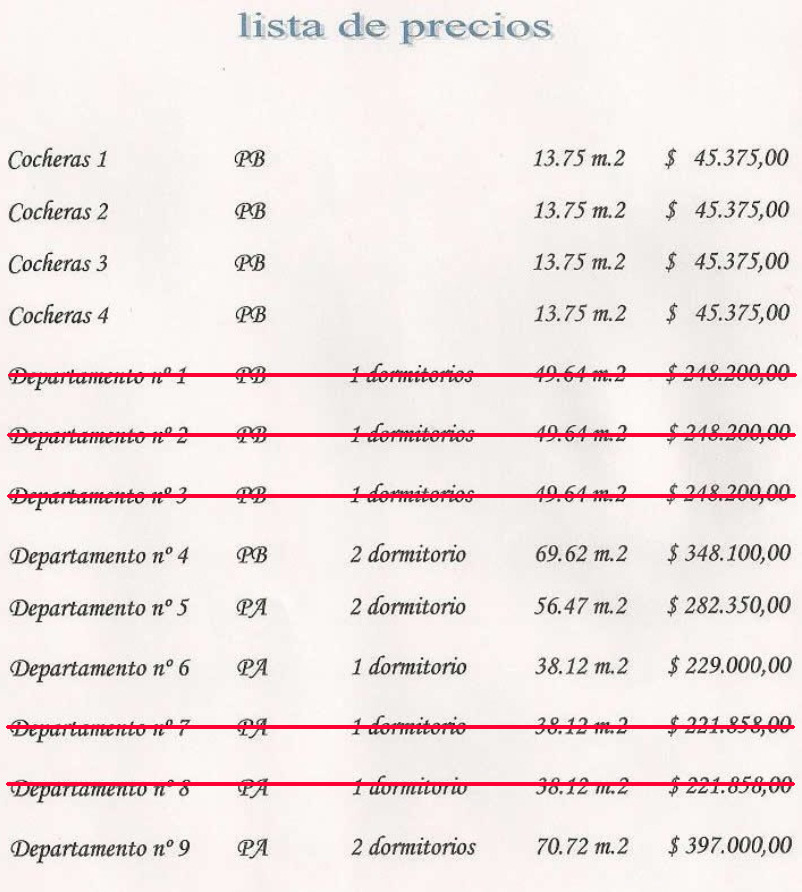 lista de precios
Cocheras 1 PB 13.75 m.2 $ 45.375,00
Cocheras 2 PB 13.75 m.2 $ 45.375,00
Cocheras 3 PB 13.75 m.2 $ 45.375,00
Cocheras 4 PB 13.75 m.2 $ 45.375,00
Departamento nº 1 PB 1 dormitorios 49.64 m.2 $ 248.200,00
Departamento nº 2 PB 1 dormitorios 49.64 m.2 $ 248.200,00
Departamento nº 3 PB 1 dormitorios 49.64 m.2 $ 248.200,00
Departamento nº 4 PB 2 dormitorio 69.62 m.2 $ 348.100,00
Departamento nº 5 PA 2 dormitorio 56.47 m.2 $ 282.350,00
Departamento nº 6 PA 1 dormitorio 38.12 m.2 $ 229.000,00
Departamento nº 7 PA 1 dormitorio 38.12 m.2 $ 221.858,00
Departamento nº 8 PA 1 dormitorio 38.12 m.2 $ 221.858,00
Departamento nº 9 PA 2 dormitorios 70.72 m.2 $ 397.000,00